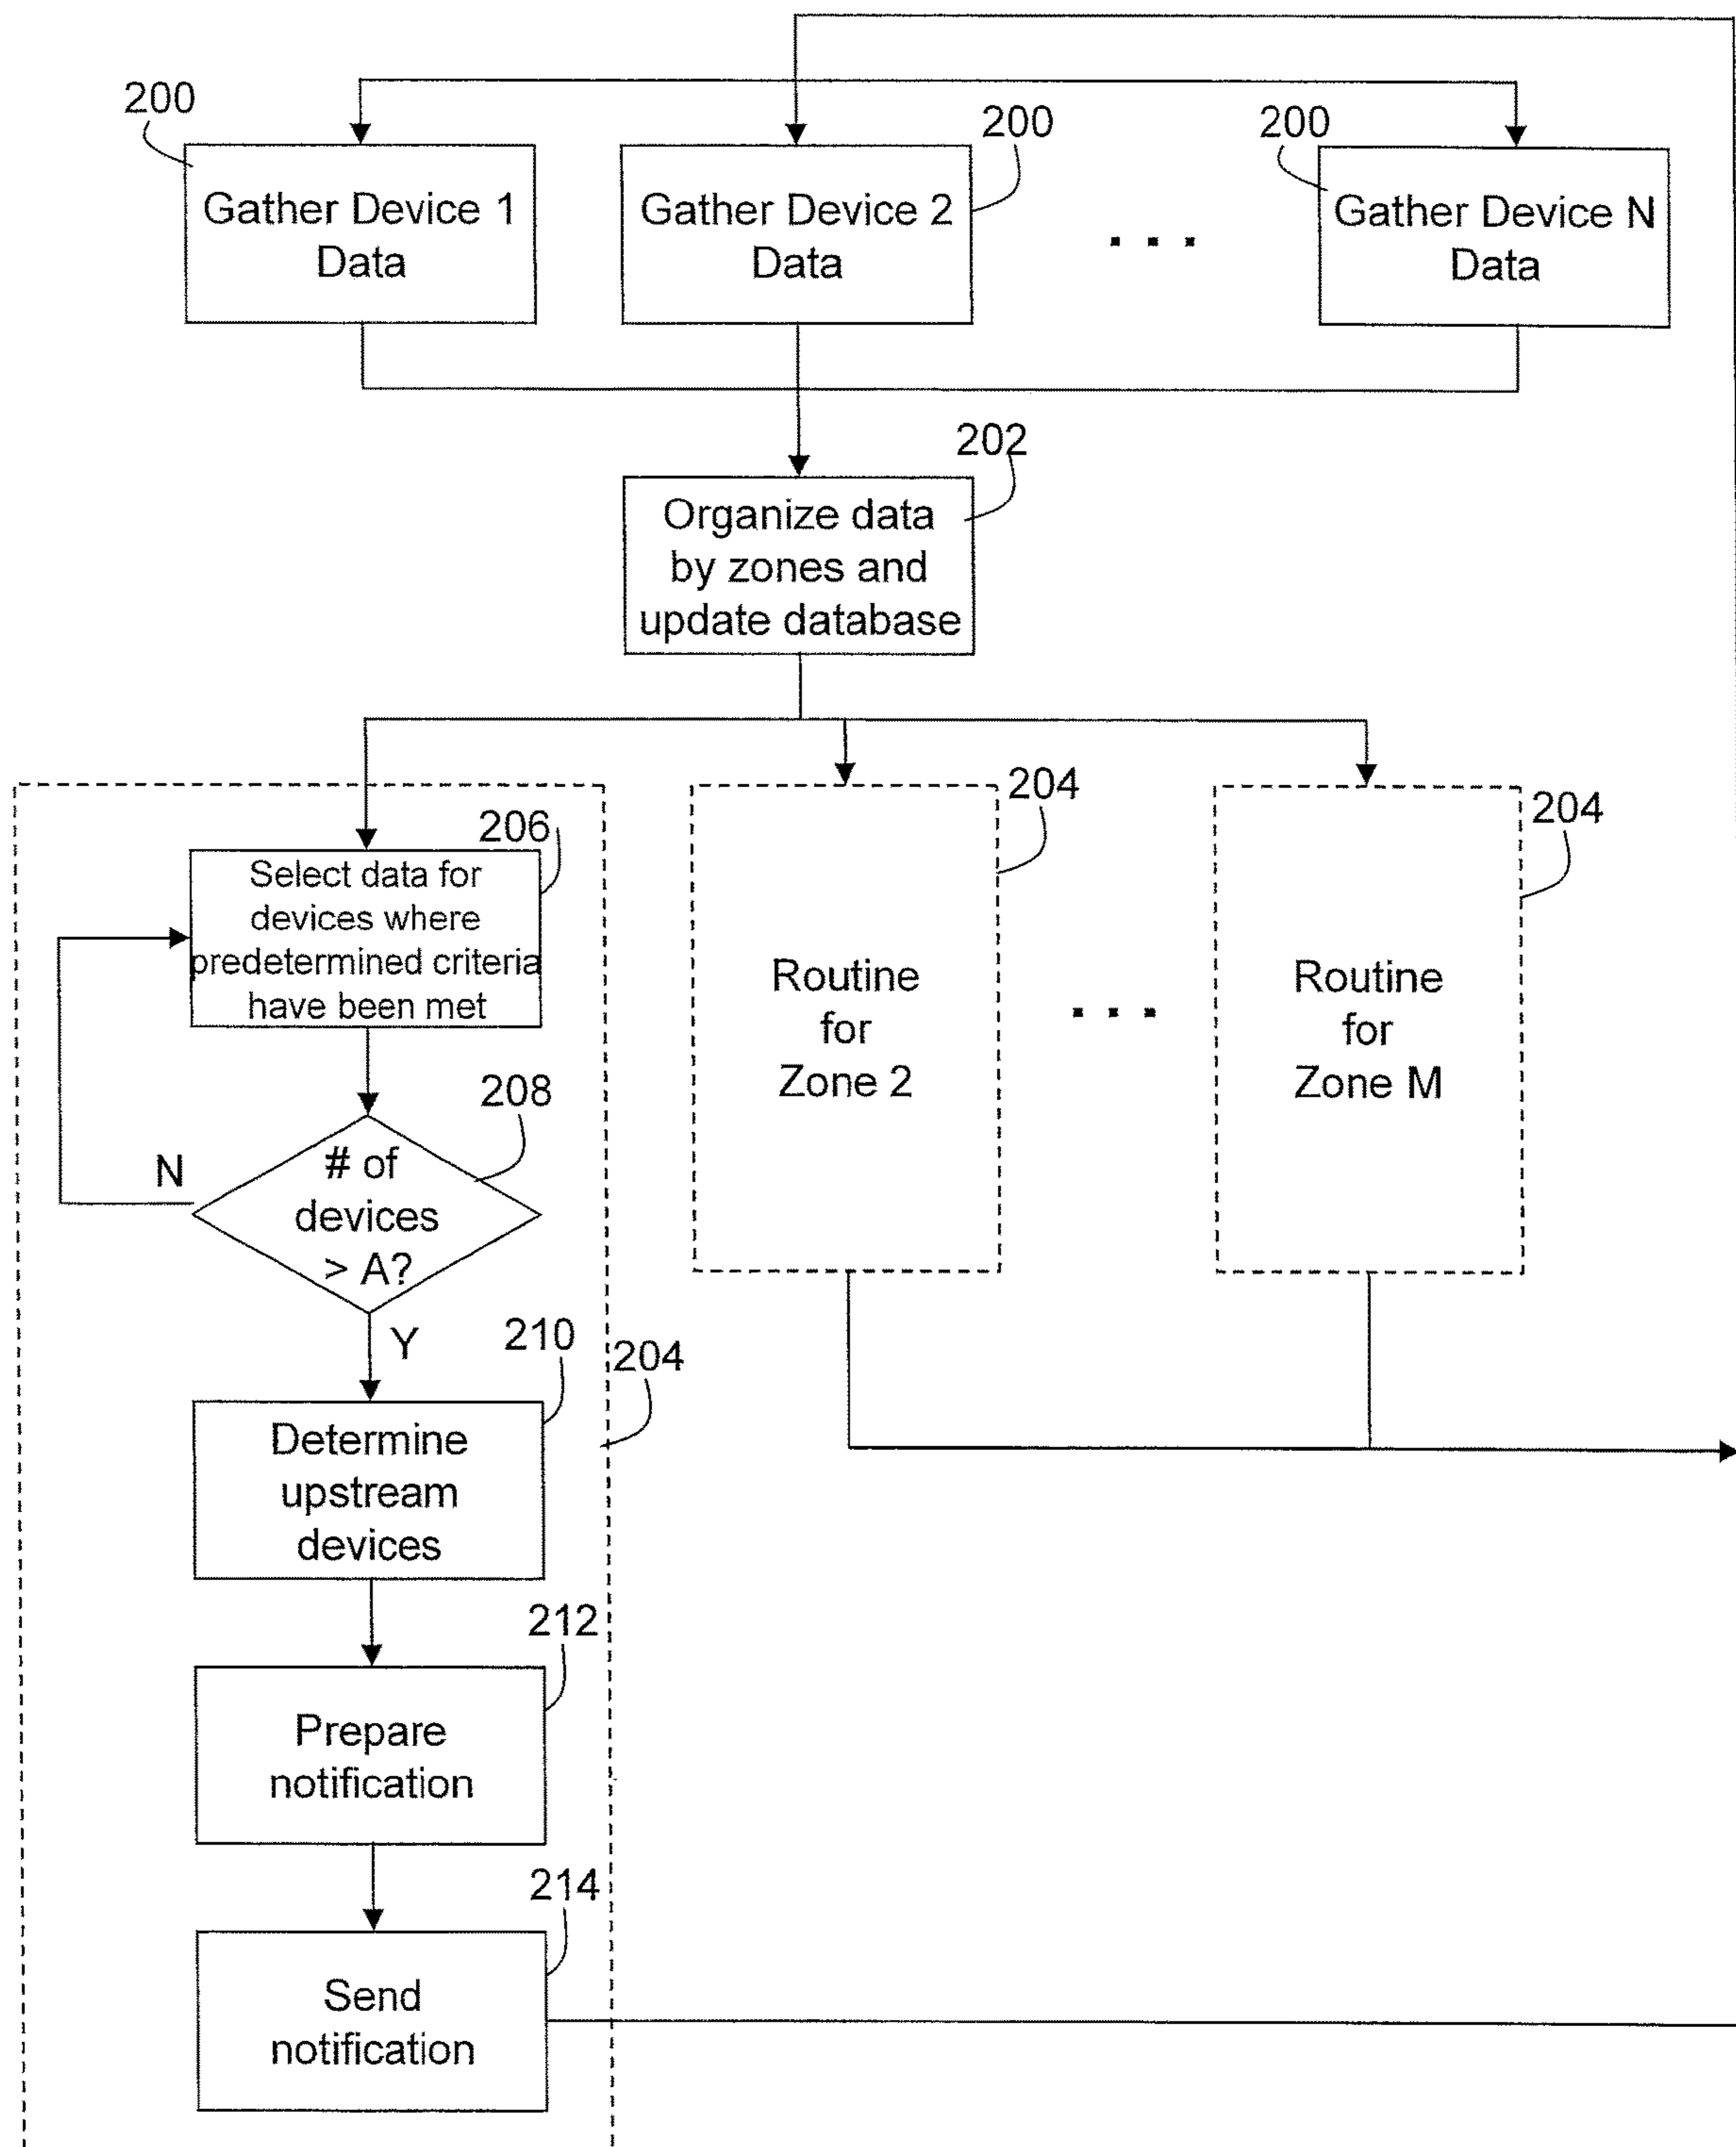 200
200
200
Gather Device 1
Data
Gather Device 2
Data
. . .
Gather Device N
Data
202
Organize data
by zones and
update database
204
204
206
Select data for
devices where
predetermined criteria
have been met
Routine
for
Zone 2
. . .
Routine
for
Zone M
208
N
# of
devices
> A?
Y
210
204
Determine
upstream
devices
212
Prepare
notification
214
Send
notification